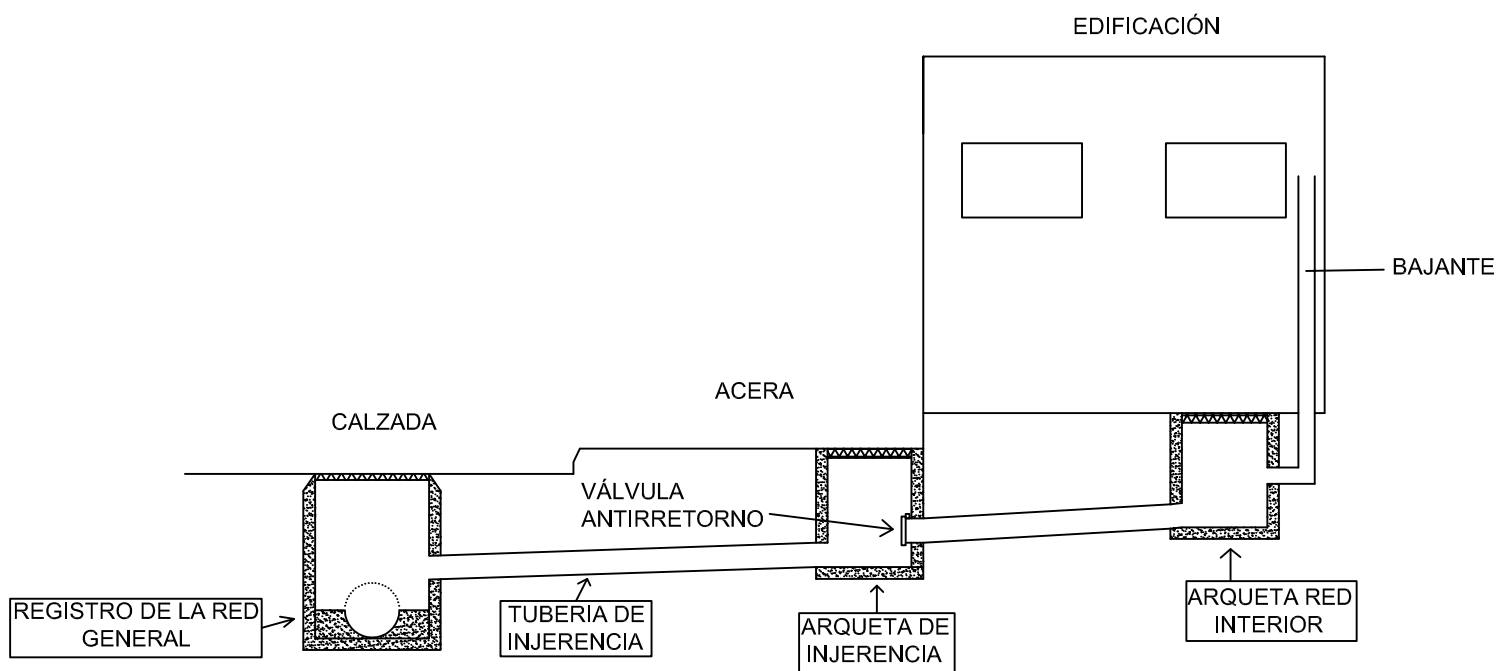 EDIFICACIÓN
BAJANTE
ACERA
CALZADA
VÁLVULA
ANTIRRETORNO
REGISTRO DE LA RED
GENERAL
TUBERIA DE
INJERENCIA
ARQUETA DE
INJERENCIA
ARQUETA RED
INTERIOR